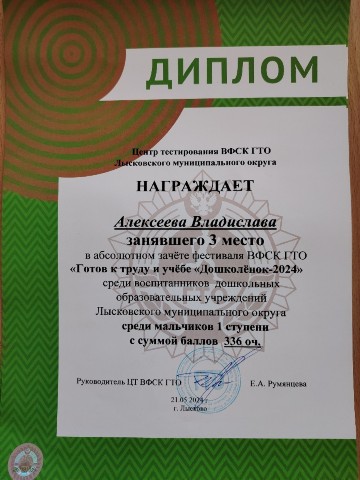 ДИПЛОМ
Центр тестирования ВФСК ГТО
Лысковского муниципального округа
НАГРАЖДАЕТ
Алексеева Владислава
занявшего 3 место
в абсолютном зачёте фестиваля ВФСК ГТО
«Готов к труду и учёбе «Дошколёнок-2024»
среди воспитанников дошкольных
образовательных учреждений
Лысковского муниципального округа
среди мальчиков 1 ступени
с суммой баллов 336 оч.
Руководитель ЦТ ВФСК ГТО Е.А. Румянцева
21.05.2024 г
г. Лысково